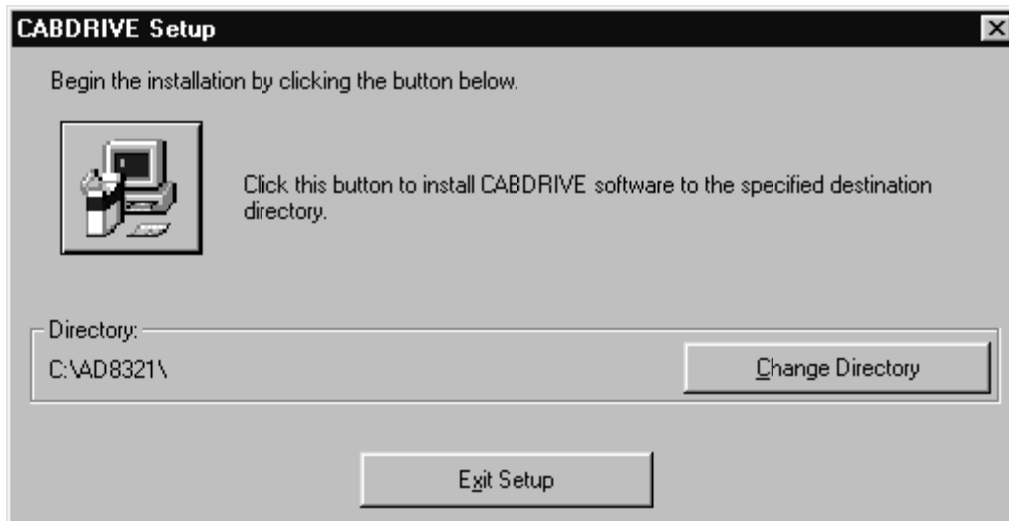 CABDRIVE Setup
Begin the installation by clicking the button below.
Click this button to install CABDRIVE software to the specified destination
directory.
Directory:
C:\AD8321\
Change Directory
Exit Setup